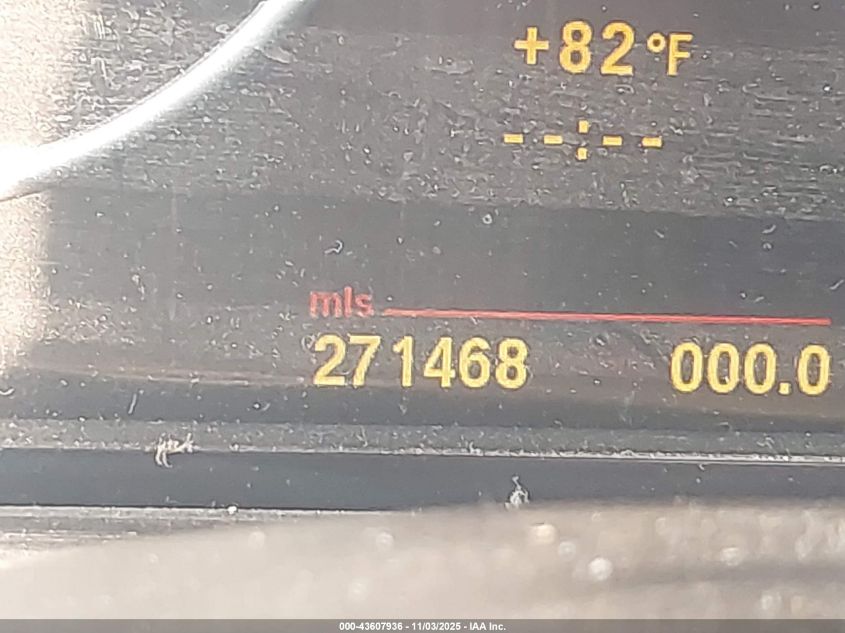 +82°F
--:--
mls
271468 000.0
000-43607936 - 11/03/2025 - IAA Inc.